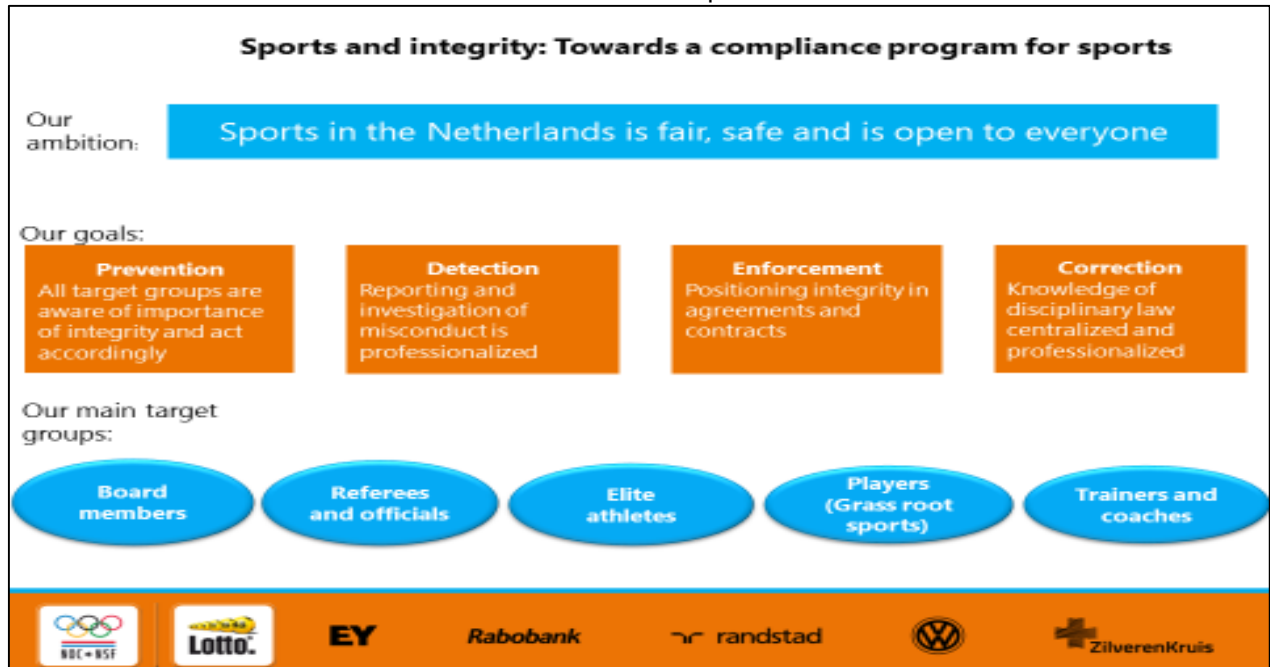 Sports and integrity: Towards a compliance program for sports
Our
ambition:
Sports in the Netherlands is fair, safe and is open to everyone
Our goals:
Prevention
All target groups are
aware of importance
of integrity and act
accordingly
Detection
Reporting and
investigation of
misconduct is
professionalized
Enforcement
Positioning integrity in
agreements and
contracts
Correction
Knowledge of
disciplinary law
centralized and
professionalized
Our main target
groups:
Board
members
Referees
and officials
Elite
athletes
Players
(Grass root
sports)
Trainers and
coaches
NOC*NSF
Lotto.
EY
Rabobank
randstad
ZilverenKruis